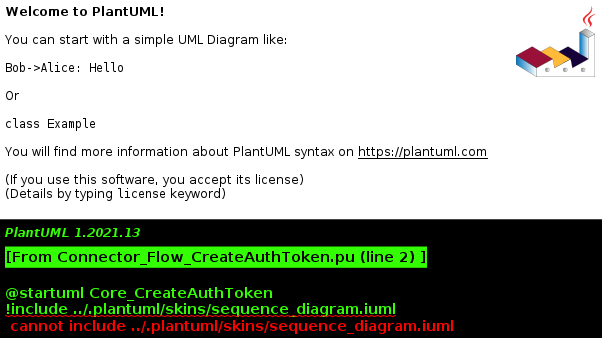 Welcome to PlantUML!
You can start with a simple UML Diagram like:
Bob->Alice: Hello
Or
class Example
You will find more information about PlantUML syntax on https://plantuml.com
(If you use this software, you accept its license)
(Details by typing license keyword)
PlantUML 1.2021.13
[From Connector_Flow_CreateAuthToken.pu (line 2) ]
@startuml Core_CreateAuthToken
!include ../.plantuml/skins/sequence_diagram.iuml
cannot include ../.plantuml/skins/sequence_diagram.iuml